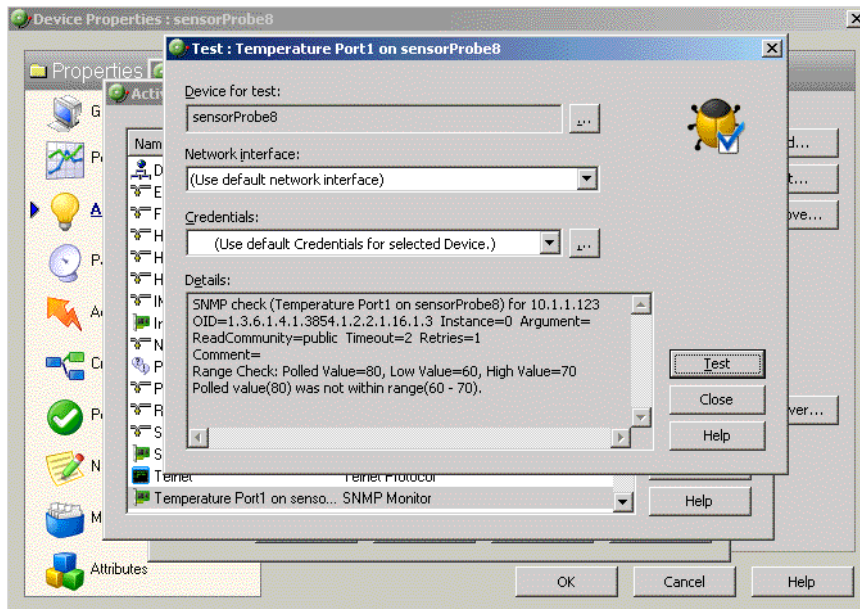 Device Properties : sensorProbe8
Test : Temperature Port1 on sensorProbe8
Properties
Device for test:
sensorProbe8
...
Network interface:
(Use default network interface)
Credentials:
(Use default Credentials for selected Device.)
...
Details:
SNMP check (Temperature Port1 on sensorProbe8) for 10.1.1.123
OID=1.3.6.1.4.1.3854.1.2.2.1.16.1.3 Instance=0 Argument=
ReadCommunity=public Timeout=2 Retries=1
Comment=
Range Check: Polled Value=80, Low Value=60, High Value=70
Polled value(80) was not within range(60 - 70).
Test
Close
Help
Telnet Telnet Protocol
Temperature Port1 on senso... SNMP Monitor
Help
Attributes
OK
Cancel
Help